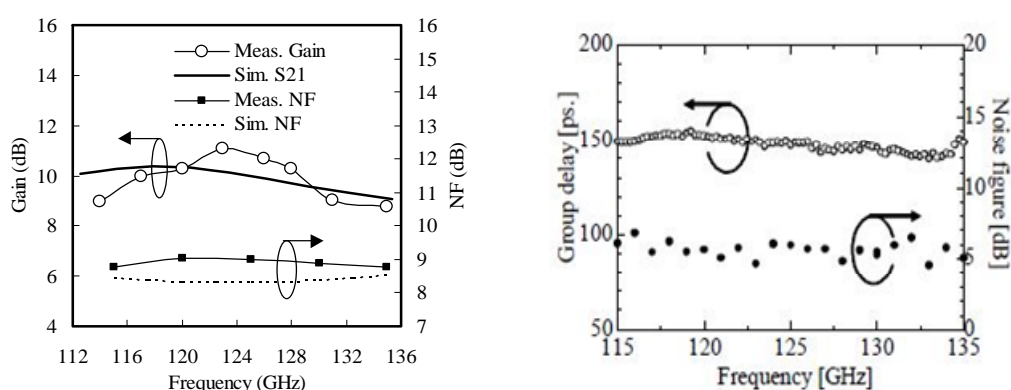 16
14
12
10
8
6
4
Gain (dB)
Meas. Gain
Sim. S21
Meas. NF
Sim. NF
16
15
14
13
12
11
10
9
8
7
NF (dB)
112 116 120 124 128 132 136
Frequency (GHz)
200
150
100
50
Group delay [ps.]
20
15
10
5
0
Noise figure [dB]
115 120 125 130 135
Frequency [GHz]